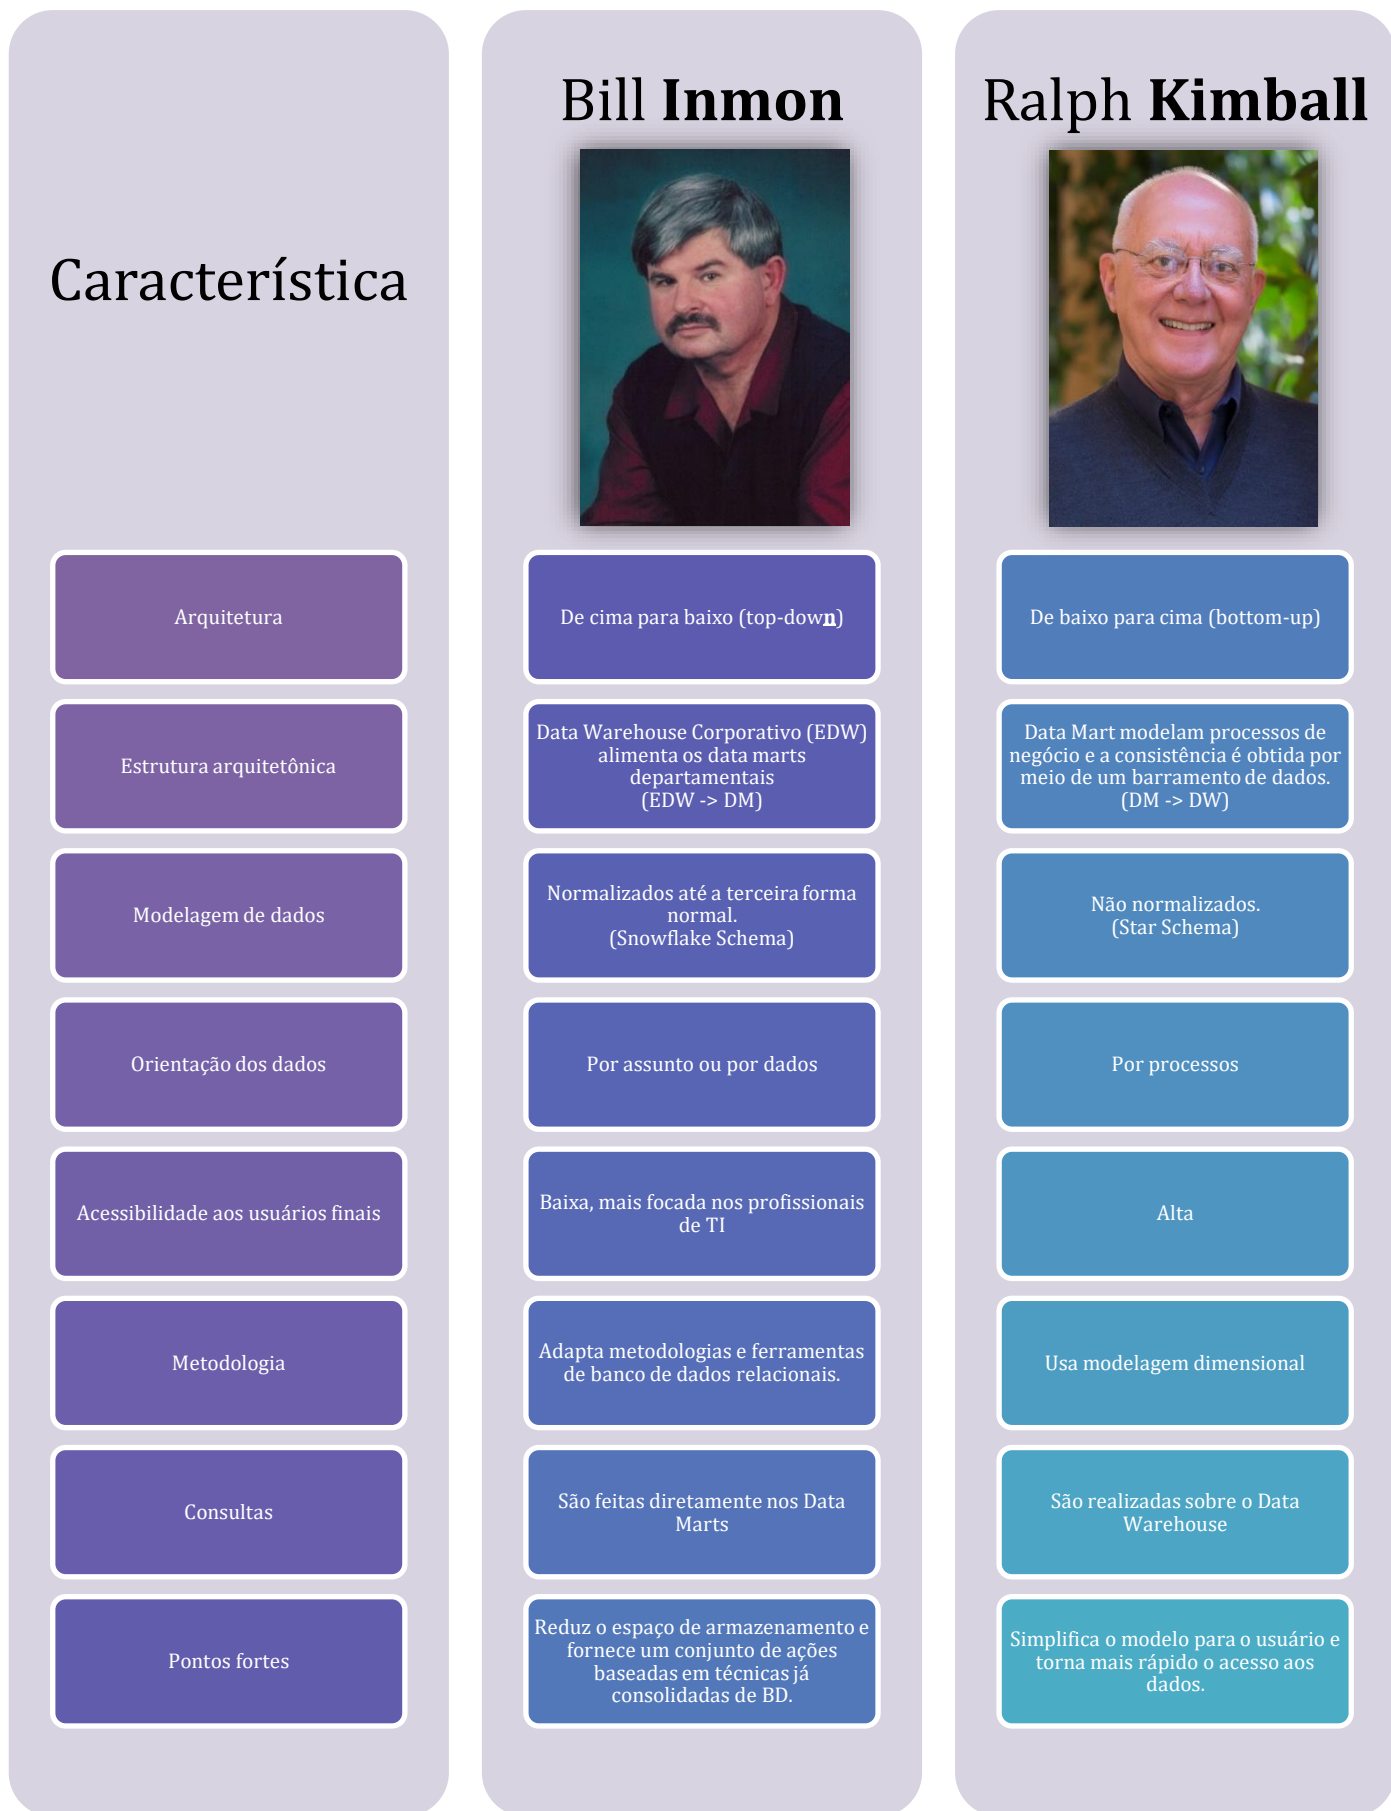 Característica
Bill Inmon
Ralph Kimball
Arquitetura
De cima para baixo (top-down)
De baixo para cima (bottom-up)
Estrutura arquitetônica
Data Warehouse Corporativo (EDW)
alimenta os data marts
departamentais
(EDW -> DM)
Data Mart modelam processos de
negócio e a consistência é obtida por
meio de um barramento de dados.
(DM -> DW)
Modelagem de dados
Normalizados até a terceira forma
normal.
(Snowflake Schema)
Não normalizados.
(Star Schema)
Orientação dos dados
Por assunto ou por dados
Por processos
Acessibilidade aos usuários finais
Baixa, mais focada nos profissionais
de TI
Alta
Metodologia
Adapta metodologias e ferramentas
de banco de dados relacionais.
Usa modelagem dimensional
Consultas
São feitas diretamente nos Data
Marts
São realizadas sobre o Data
Warehouse
Pontos fortes
Reduz o espaço de armazenamento e
fornece um conjunto de ações
baseadas em técnicas já
consolidadas de BD.
Simplifica o modelo para o usuário e
torna mais rápido o acesso aos
dados.